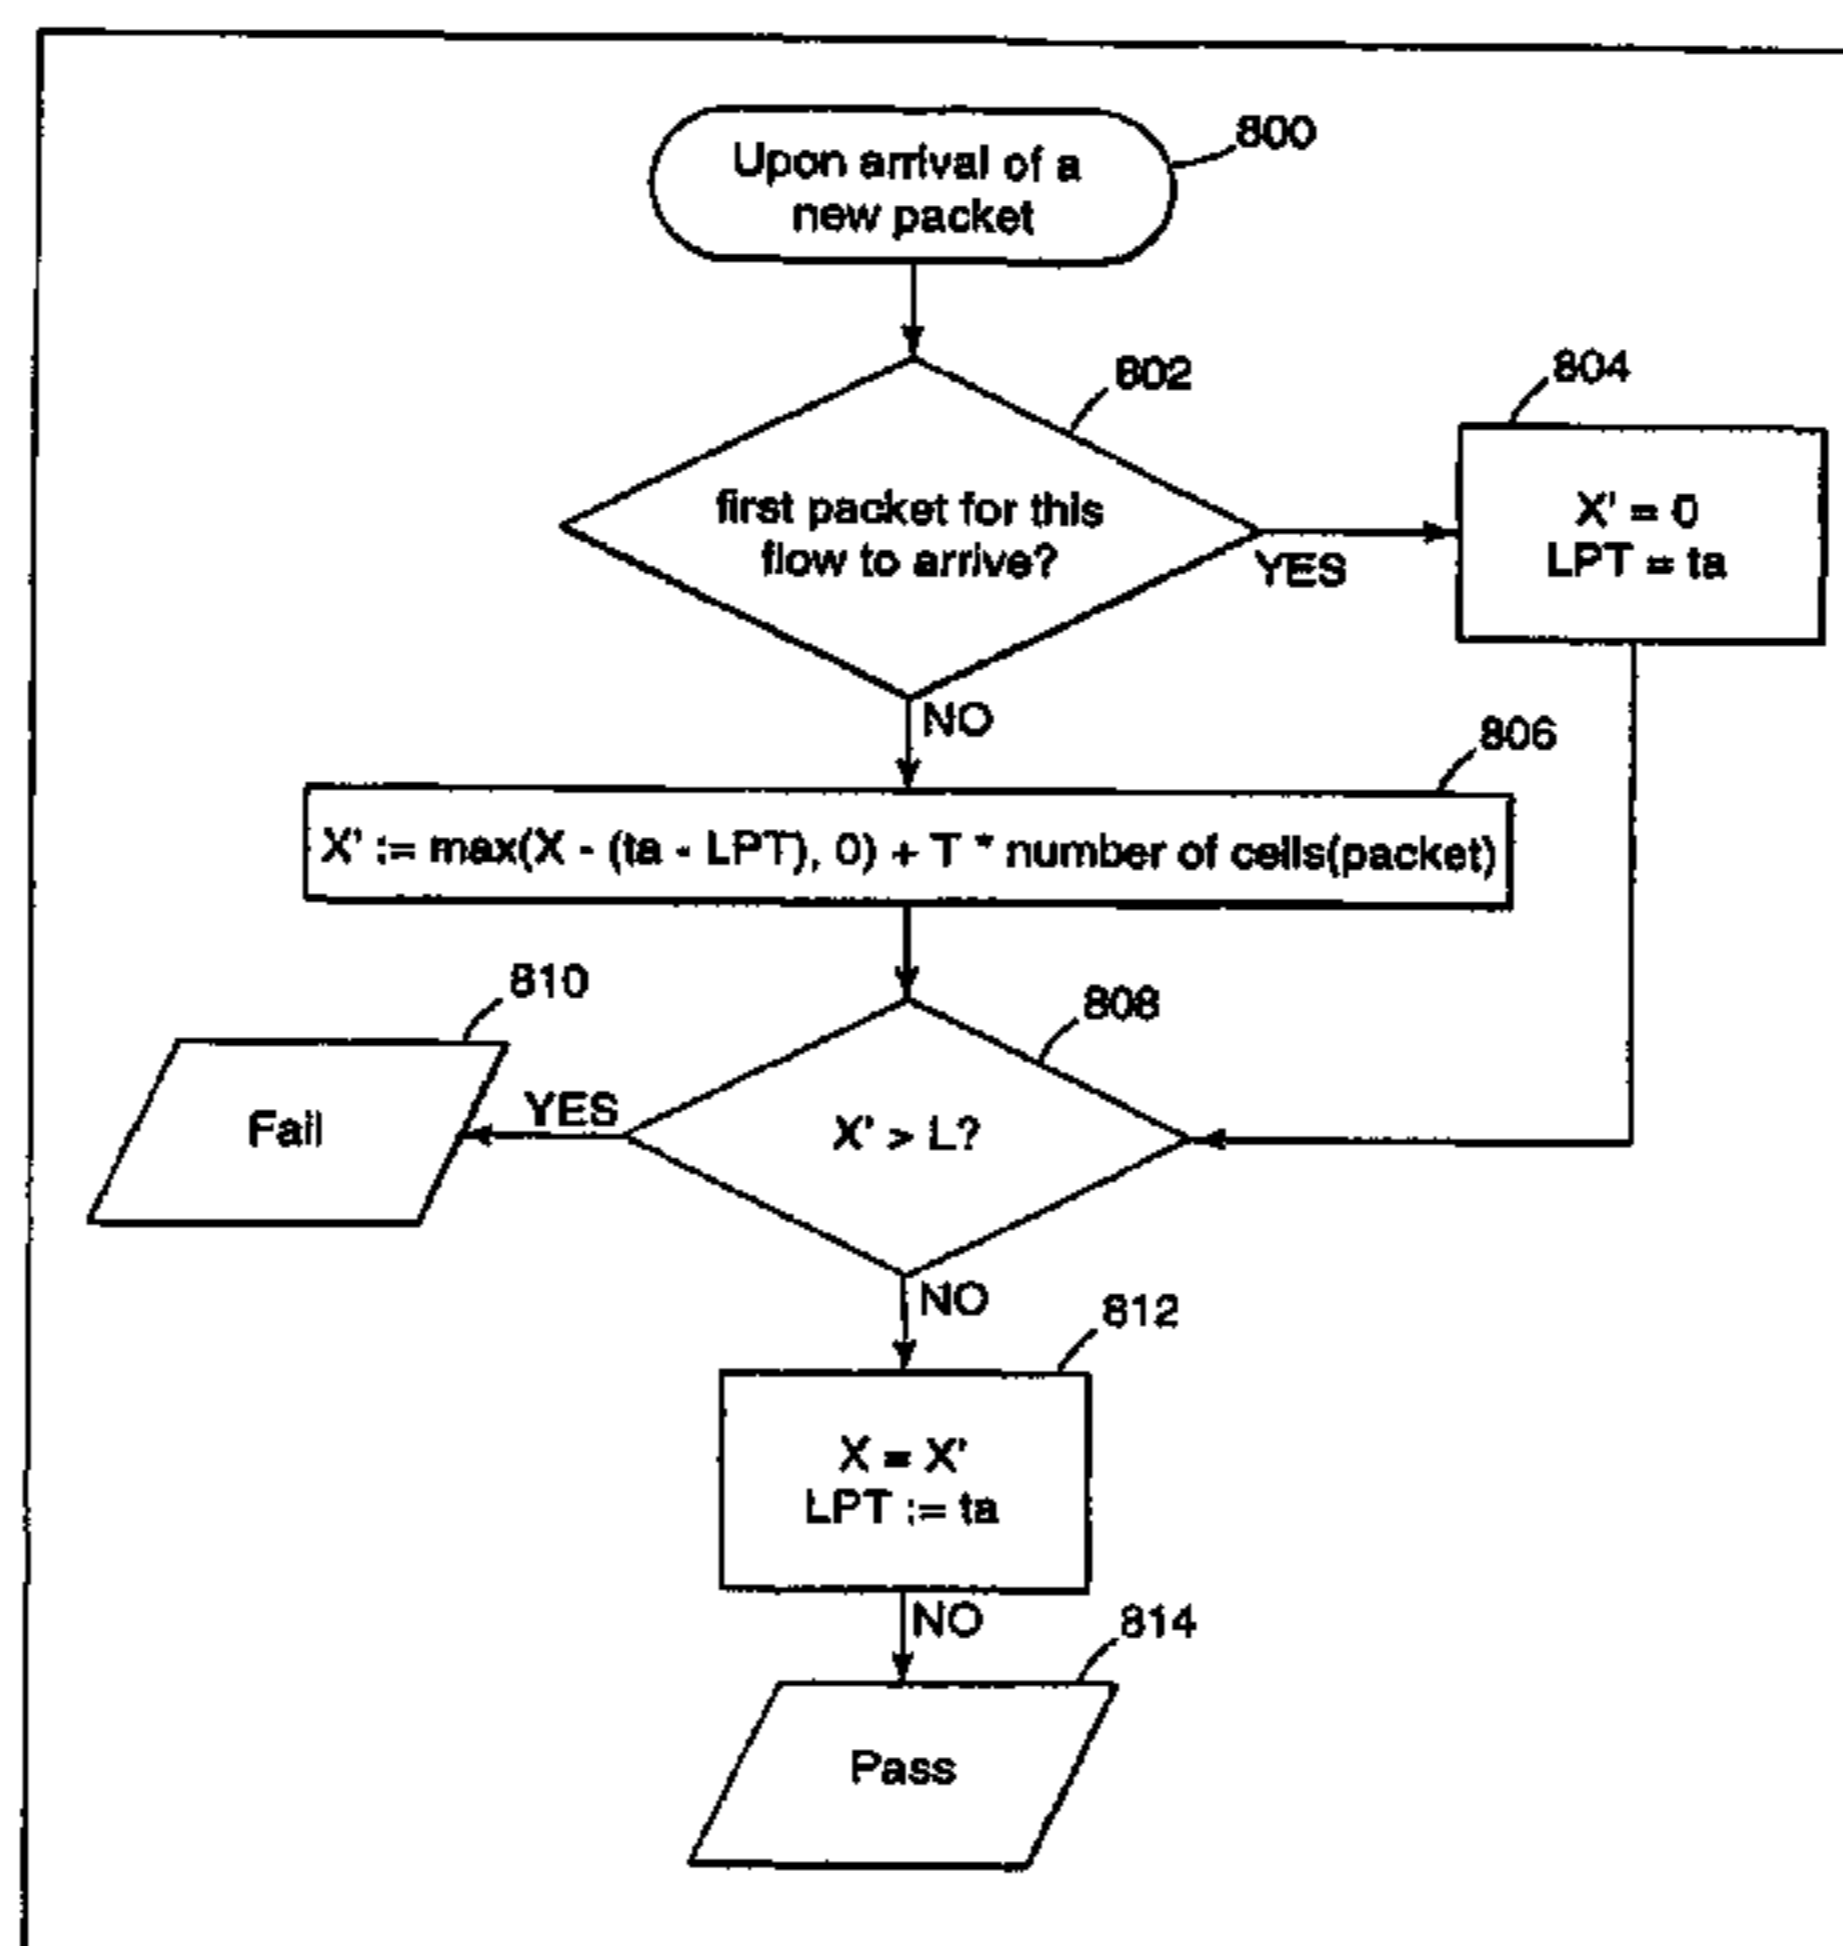 800
Upon arrival of a
new packet
802
804
first packet for this
flow to arrive?
YES
X' = 0
LPT = ta
NO
806
X' := max(X - (ta - LPT), 0) + T * number of cells(packet)
810
808
Fail
YES
X' > L?
NO
812
X = X'
LPT := ta
NO
814
Pass